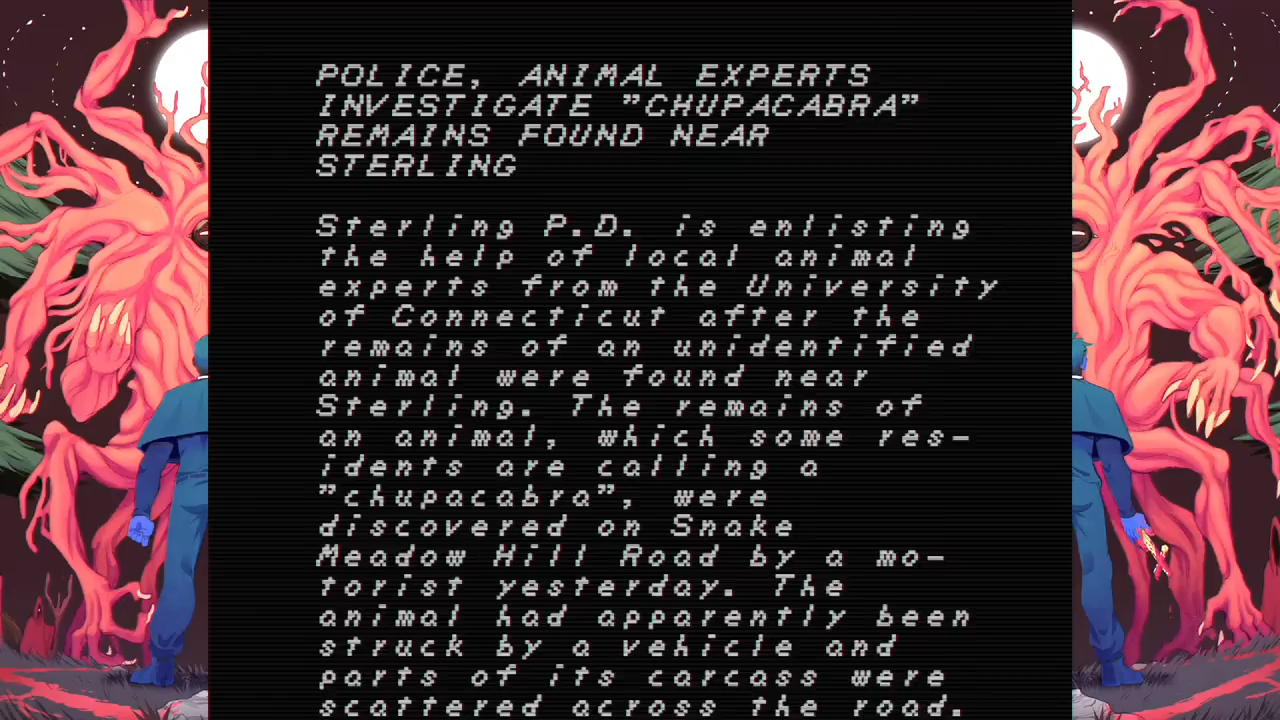 POLICE, ANIMAL EXPERTS
INVESTIGATE "CHUPACABRA"
REMAINS FOUND NEAR
STERLING
Sterling P.D. is enlisting
the help of local animal
experts from the University
of Connecticut after the
remains of an unidentified
animal were found near
Sterling. The remains of
an animal, which some res-
idents are calling a
"chupacabra", were
discovered on Snake
Meadow Hill Road by a mo-
torist yesterday. The
animal had apparently been
struck by a vehicle and
parts of its carcass were
scattered across the road.